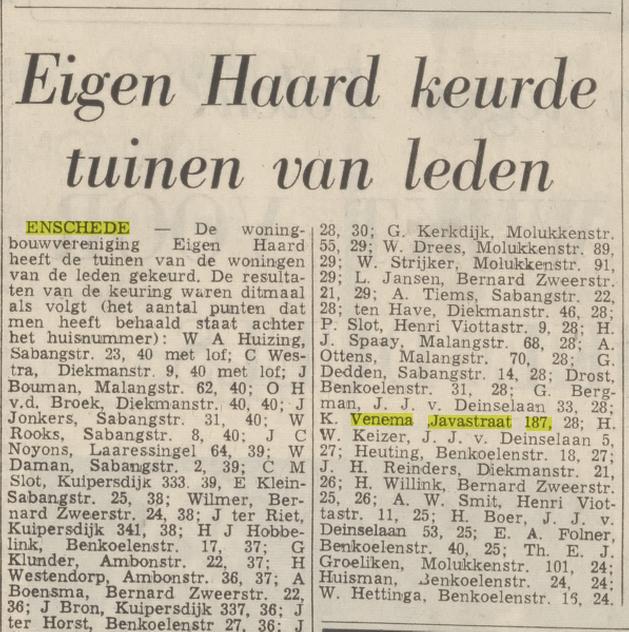 Eigen Haard keurde
tuinen van leden
ENSCHEDE — De woning-
bouwvereniging Eigen Haard
heeft de tuinen van de woningen
van de leden gekeurd. De resulta-
ten van de keuring waren ditmaal
als volgt (het aantal punten dat
men heeft behaald staat achter
het huisnummer): W A Huizing,
Sabangstr. 23, 40 met lof; C Wes-
tra, Diekmanstr. 9, 40 met lof; J
Bouman, Malangstr. 62, 40; O H
v.d. Broek, Diekmanstr. 40, 40; J
Jonkers, Sabangstr. 31, 40; W
Rooks, Sabangstr. 8, 40; J C
Noyons, Laaressingel 64, 39; W
Daman, Sabangstr. 2, 39; C M
Slot, Kuipersdijk 333. 39, E Klein-
Sabangstr. 25, 38; Wilmer, Ber-
nard Zweerstr. 24, 38; J ter Riet,
Kuipersdijk 341, 38; H J Hobbe-
link, Benkoelenstr. 17, 37; G
Klunder, Ambonstr. 22, 37; H
Westendorp, Ambonstr. 36, 37; A
Boensma, Bernard Zweerstr. 22,
36; J Bron, Kuipersdijk 337, 36; J
ter Horst, Benkoelenstr 27, 36; J
28, 30; G. Kerkdijk, Molukkenstr.
55, 29; W. Drees, Molukkenstr. 89,
29; W. Strijker, Molukkenstr. 91,
29; L. Jansen, Bernard Zweerstr.
21, 29; A. Tiems, Sabangstr. 22,
28; ten Have, Diekmanstr. 46, 28;
P. Slot, Henri Viottastr. 9, 28; H.
J. Spaay, Malangstr. 68, 28; A.
Ottens, Malangstr. 70, 28; G.
Dedden, Sabangstr. 14, 28; Drost,
Benkoelenstr. 31, 28; G. Berg-
man, J. J. v. Deinselaan 33, 28;
K. Venema Javastraat 187, 28; H.
W. Keizer, J. J. v. Deinselaan 5,
27; Heuting, Benkoelenstr. 18, 27;
J. H. Reinders, Diekmanstr. 21,
26; H. Willink, Bernard Zweerstr.
25, 26; A. W. Smit, Henri Viot-
tastr. 11, 25; H. Boer, J. J. v.
Deinselaan 53, 25; E. A. Folner,
Benkoelenstr. 40, 25; Th. E. J.
Groeliken, Molukkenstr. 101, 24;
Huisman, Benkoelenstr. 24, 24;
W. Hettinga, Benkoelenstr. 16, 24.